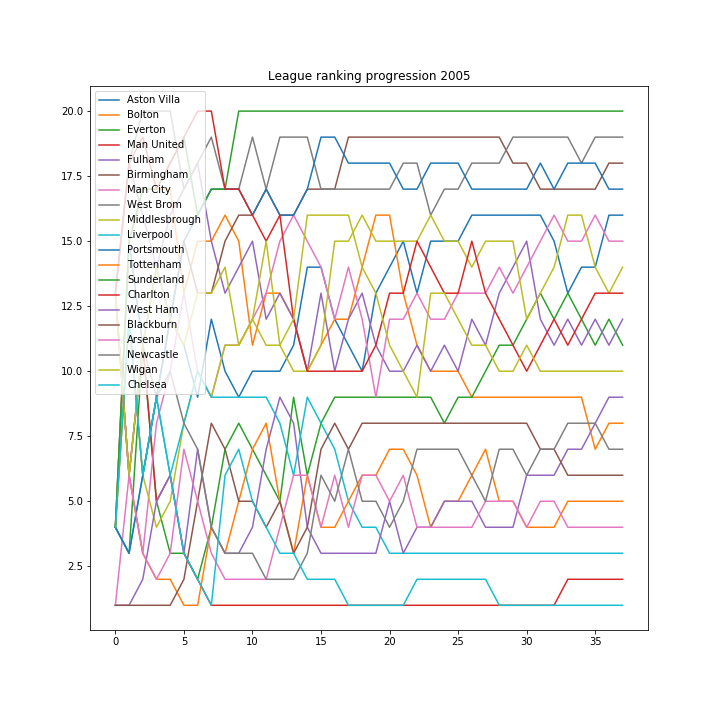 League ranking progression 2005
20.0
17.5
15.0
12.5
10.0
7.5
5.0
2.5
Aston Villa
Bolton
Everton
Man United
Fulham
Birmingham
Man City
West Brom
Middlesbrough
Liverpool
Portsmouth
Tottenham
Sunderland
Charlton
West Ham
Blackburn
Arsenal
Newcastle
Wigan
Chelsea
0 5 10 15 20 25 30 35